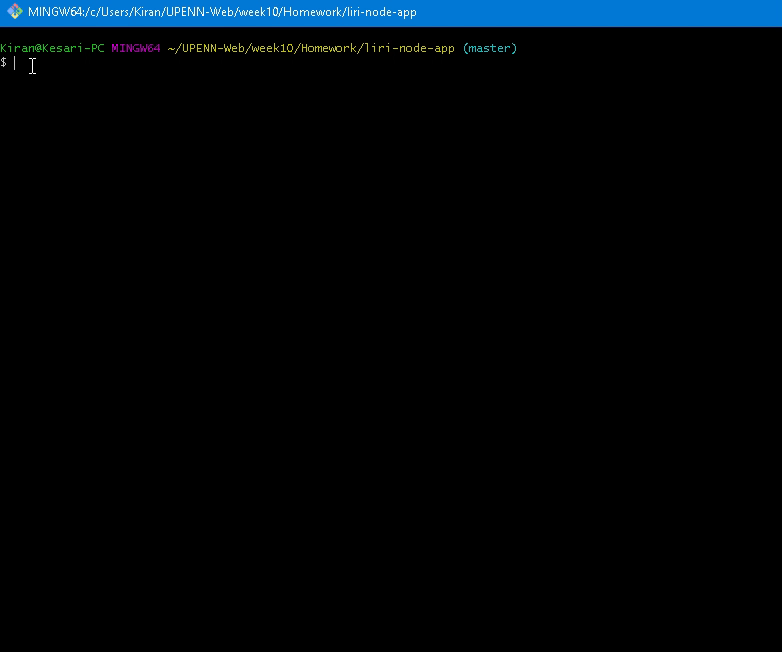 MINGW64:/c/Users/Kiran/UPENN-Web/week10/Homework/liri-node-app
Kiran@Kesari-PC MINGW64 ~/UPENN-Web/week10/Homework/liri-node-app (master)
$